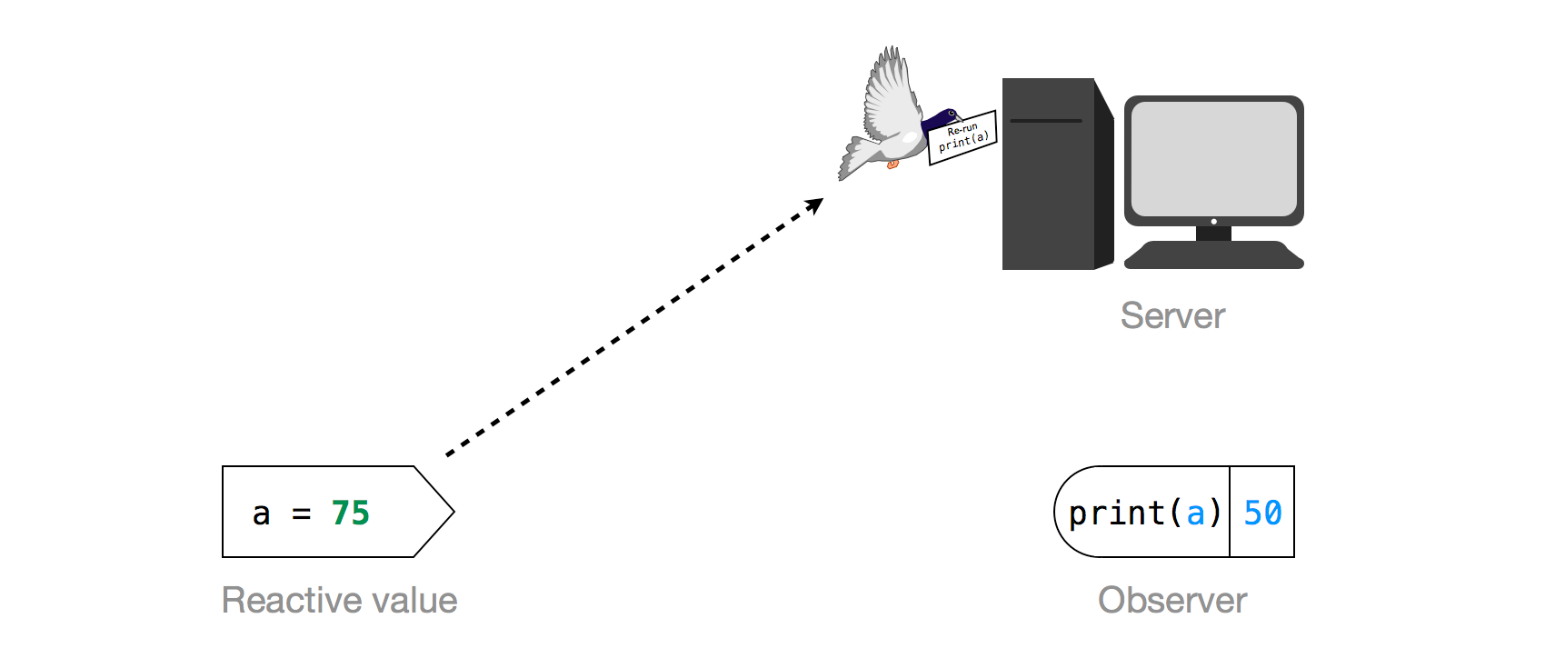 Re-run
print(a)
Server
a = 75
print(a) 50
Reactive value
Observer